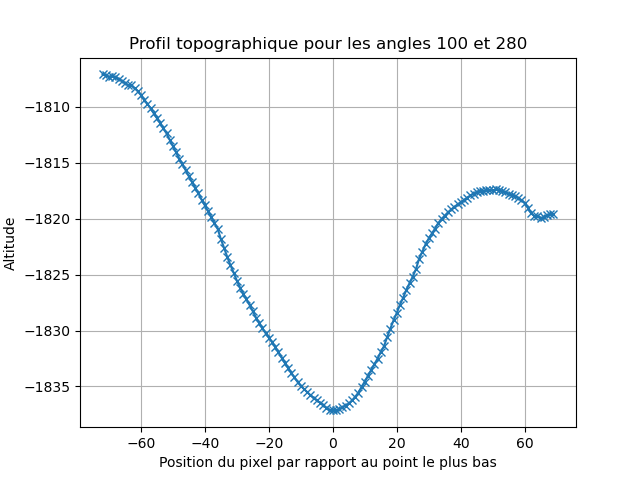 Profil topographique pour les angles 100 et 280
Altitude
−1810
−1815
−1820
−1825
−1830
−1835
−60 −40 −20 0 20 40 60
Position du pixel par rapport au point le plus bas